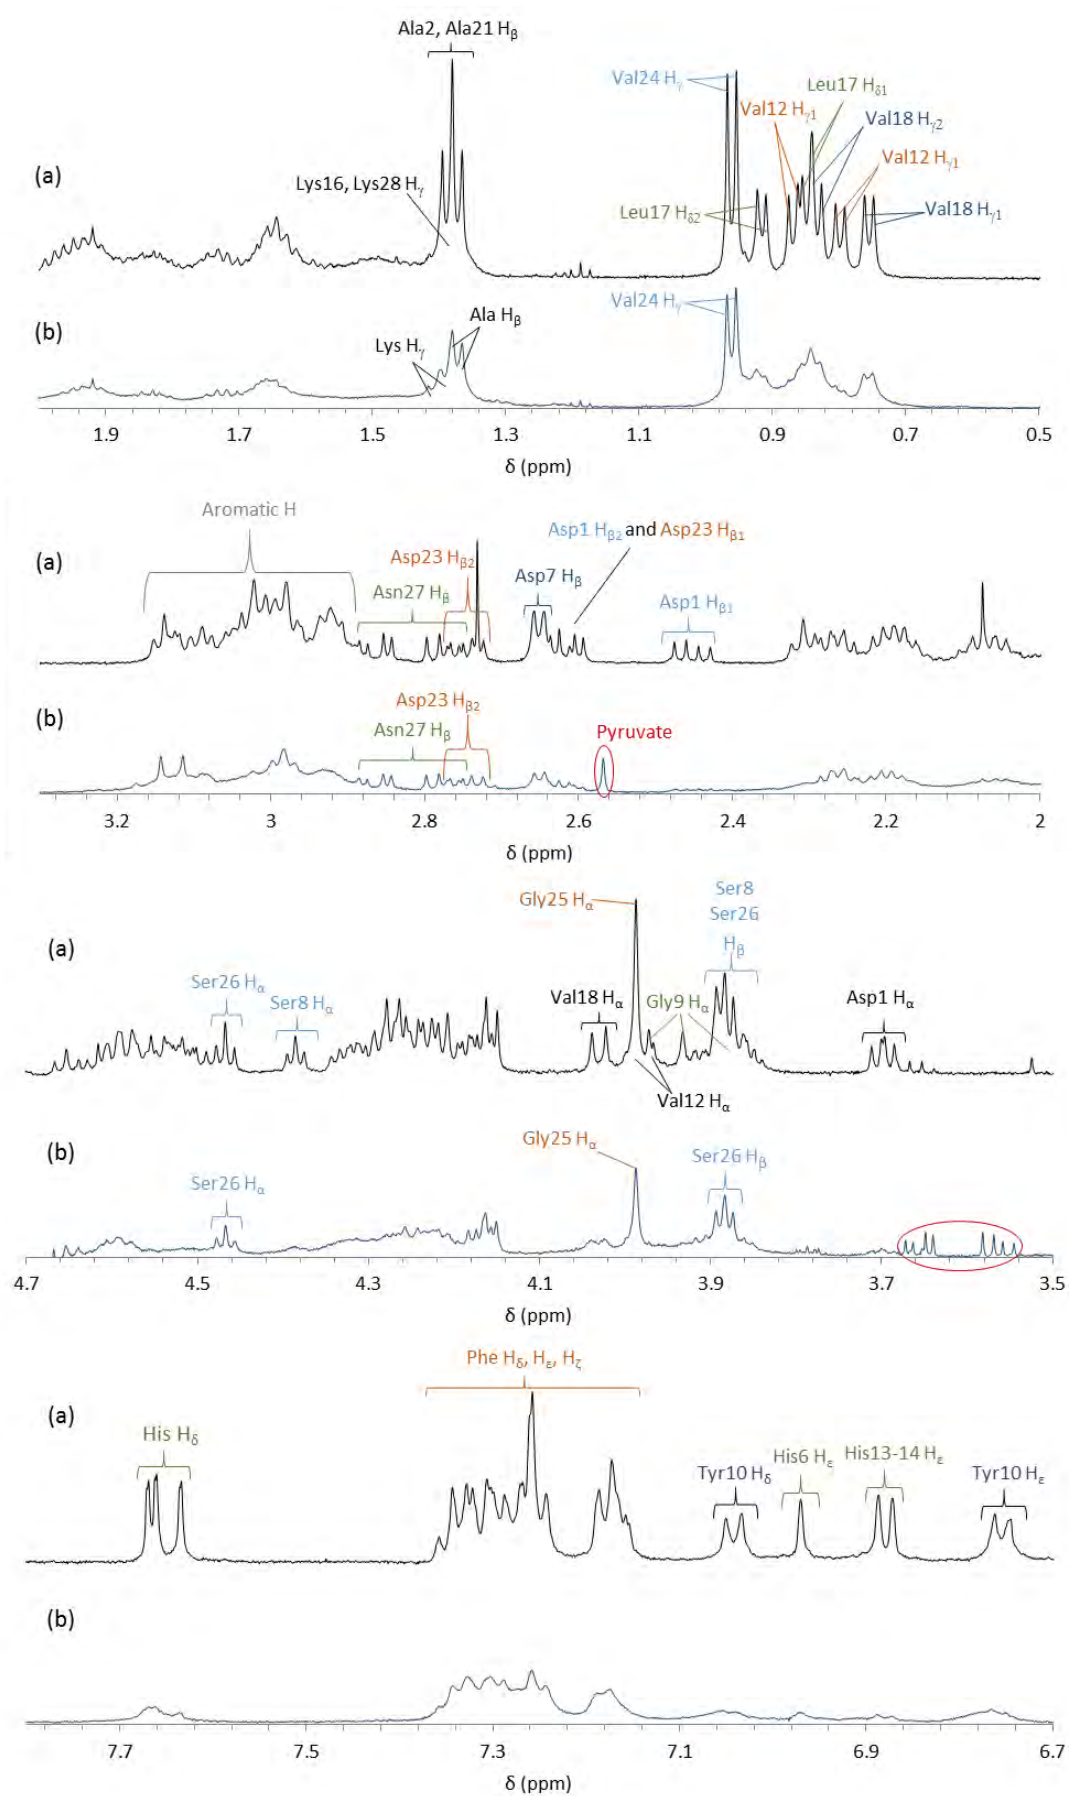 Ala2, Ala21 Hβ
Val24 Hγ
Leu17 Hδ1
Val12 Hγ1
Val18 Hγ2
(a)
Val12 Hγ1
Lys16, Lys28 Hγ
Leu17 Hδ2
Val18 Hγ1
Val24 Hγ
(b)
Ala Hβ
Lys Hγ
1.9 1.7 1.5 1.3 1.1 0.9 0.7 0.5
δ (ppm)
Aromatic H
Asp1 Hβ2 and Asp23 Hβ1
(a)
Asp23 Hβ2
Asp7 Hβ
Asn27 Hβ
Asp1 Hβ1
Asp23 Hβ2
(b)
Asn27 Hβ
Pyruvate
3.2 3 2.8 2.6 2.4 2.2 2
δ (ppm)
Ser8
Gly25 Hα
Ser26
(a)
Hβ
Ser26 Hα
Ser8 Hα
Val18 Hα
Gly9 Hα
Asp1 Hα
Val12 Hα
(b)
Gly25 Hα
Ser26 Hβ
Ser26 Hα
4.7 4.5 4.3 4.1 3.9 3.7 3.5
δ (ppm)
Phe Hδ, Hε, Hζ
(a)
His Hδ
Tyr10 Hδ
His6 Hε
His13-14 Hε
Tyr10 Hε
(b)
7.7 7.5 7.3 7.1 6.9 6.7
δ (ppm)